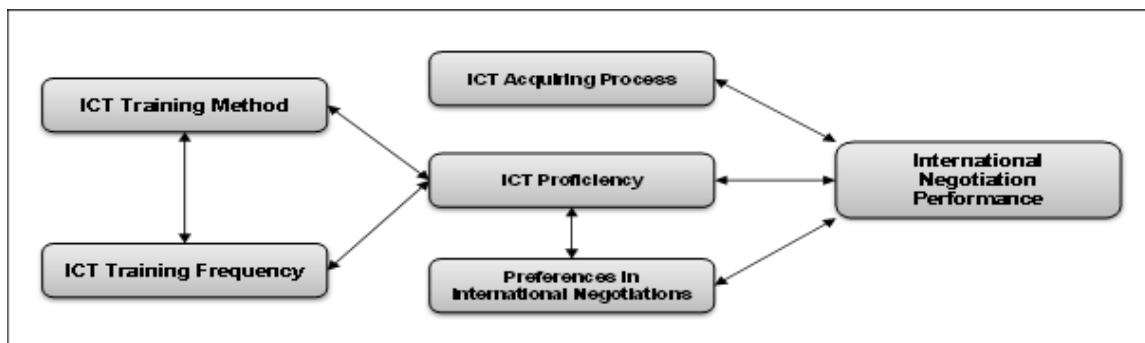 ICT Training Method
ICT Training Frequency
ICT Acquiring Process
ICT Proficiency
Preferences In
International Negotiations
International
Negotiation
Performance